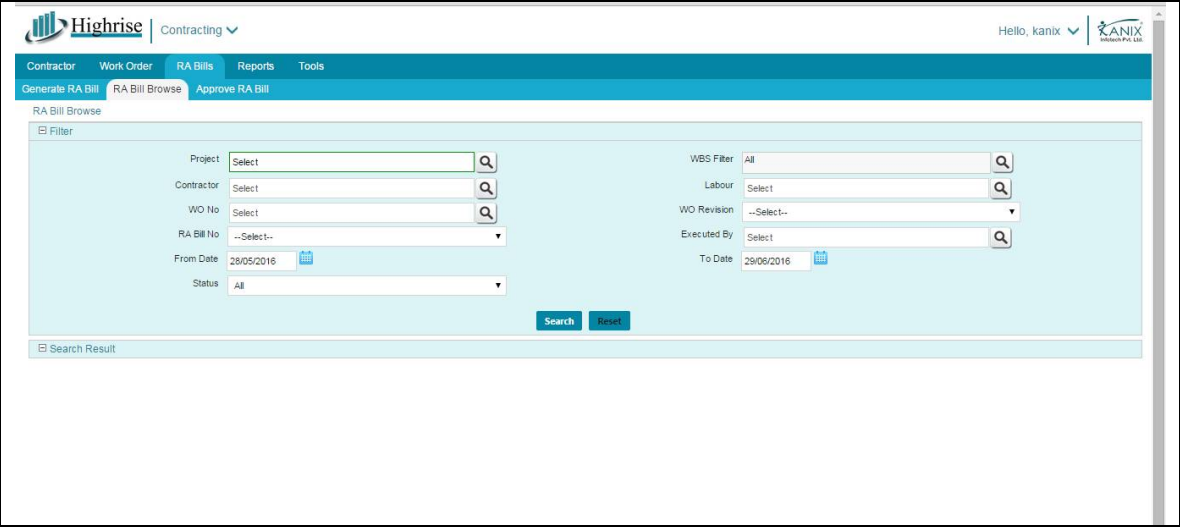 Highrise Contracting Hello, kanix KANIX
Infotech Pvt. Ltd.
Contractor Work Order RA Bills Reports Tools
Generate RA Bill RA Bill Browse Approve RA Bill
RA Bill Browse
Filter
Project Select WBS Filter All
Contractor Select Labour Select
WO No Select WO Revision --Select--
RA Bill No --Select-- Executed By Select
From Date 28/05/2016 To Date 29/06/2016
Status All
Search Reset
Search Result